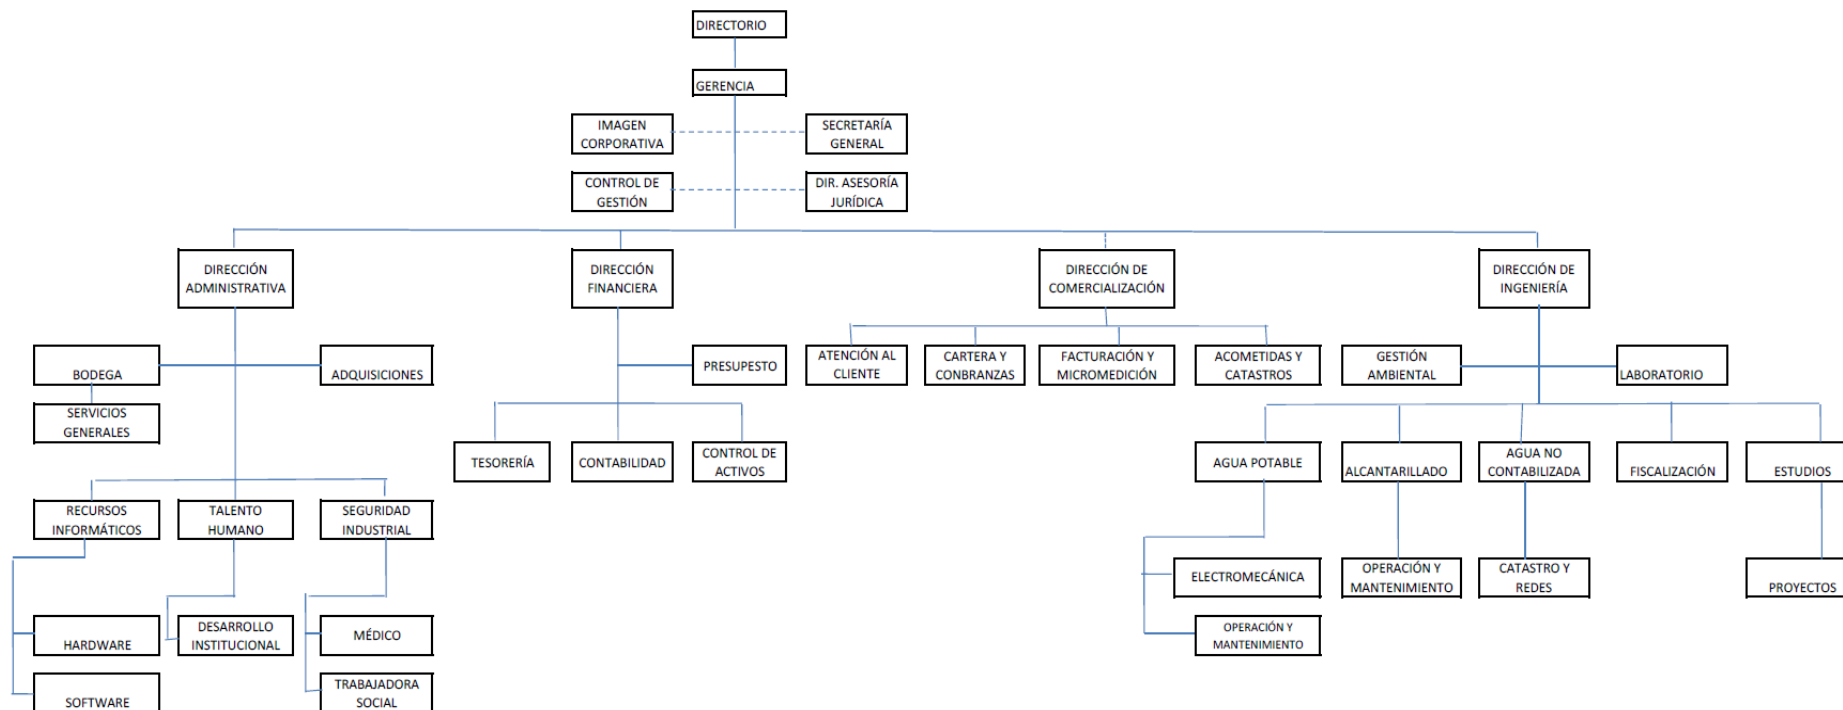 DIRECTORIO
GERENCIA
IMAGEN
CORPORATIVA
SECRETARÍA
GENERAL
CONTROL DE
GESTIÓN
DIR. ASESORÍA
JURÍDICA
DIRECCIÓN
ADMINISTRATIVA
DIRECCIÓN
FINANCIERA
DIRECCIÓN DE
COMERCIALIZACIÓN
DIRECCIÓN DE
INGENIERÍA
BODEGA
ADQUISICIONES
PRESUPESTO
ATENCIÓN AL
CLIENTE
CARTERA Y
CONBRANZAS
FACTURACIÓN Y
MICROMEDICIÓN
ACOMETIDAS Y
CATASTROS
GESTIÓN
AMBIENTAL
LABORATORIO
SERVICIOS
GENERALES
TESORERÍA
CONTABILIDAD
CONTROL DE
ACTIVOS
AGUA POTABLE
ALCANTARILLADO
AGUA NO
CONTABILIZADA
FISCALIZACIÓN
ESTUDIOS
RECURSOS
INFORMÁTICOS
TALENTO
HUMANO
SEGURIDAD
INDUSTRIAL
ELECTROMECÁNICA
OPERACIÓN Y
MANTENIMIENTO
CATASTRO Y
REDES
PROYECTOS
HARDWARE
DESARROLLO
INSTITUCIONAL
MÉDICO
OPERACIÓN Y
MANTENIMIENTO
SOFTWARE
TRABAJADORA
SOCIAL